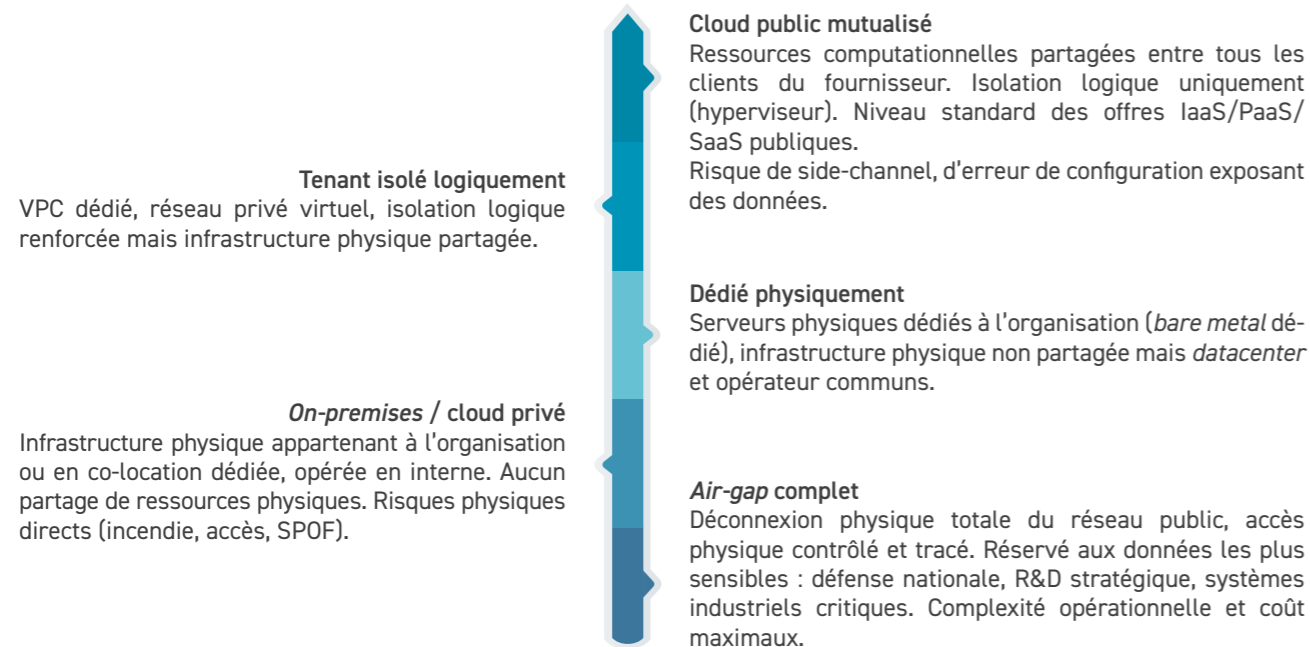 Cloud public mutualisé
Ressources computationnelles partagées entre tous les
clients du fournisseur. Isolation logique uniquement
(hyperviseur). Niveau standard des offres IaaS/PaaS/
SaaS publiques.
Risque de side-channel, d'erreur de configuration exposant
des données.
Tenant isolé logiquement
VPC dédié, réseau privé virtuel, isolation logique
renforcée mais infrastructure physique partagée.
Dédié physiquement
Serveurs physiques dédiés à l'organisation (bare metal dé-
dié), infrastructure physique non partagée mais datacenter
et opérateur communs.
On-premises / cloud privé
Infrastructure physique appartenant à l'organisation
ou en co-location dédiée, opérée en interne. Aucun
partage de ressources physiques. Risques physiques
directs (incendie, accès, SPOF).
Air-gap complet
Déconnexion physique totale du réseau public, accès
physique contrôlé et tracé. Réservé aux données les plus
sensibles : défense nationale, R&D stratégique, systèmes
industriels critiques. Complexité opérationnelle et coût
maximaux.